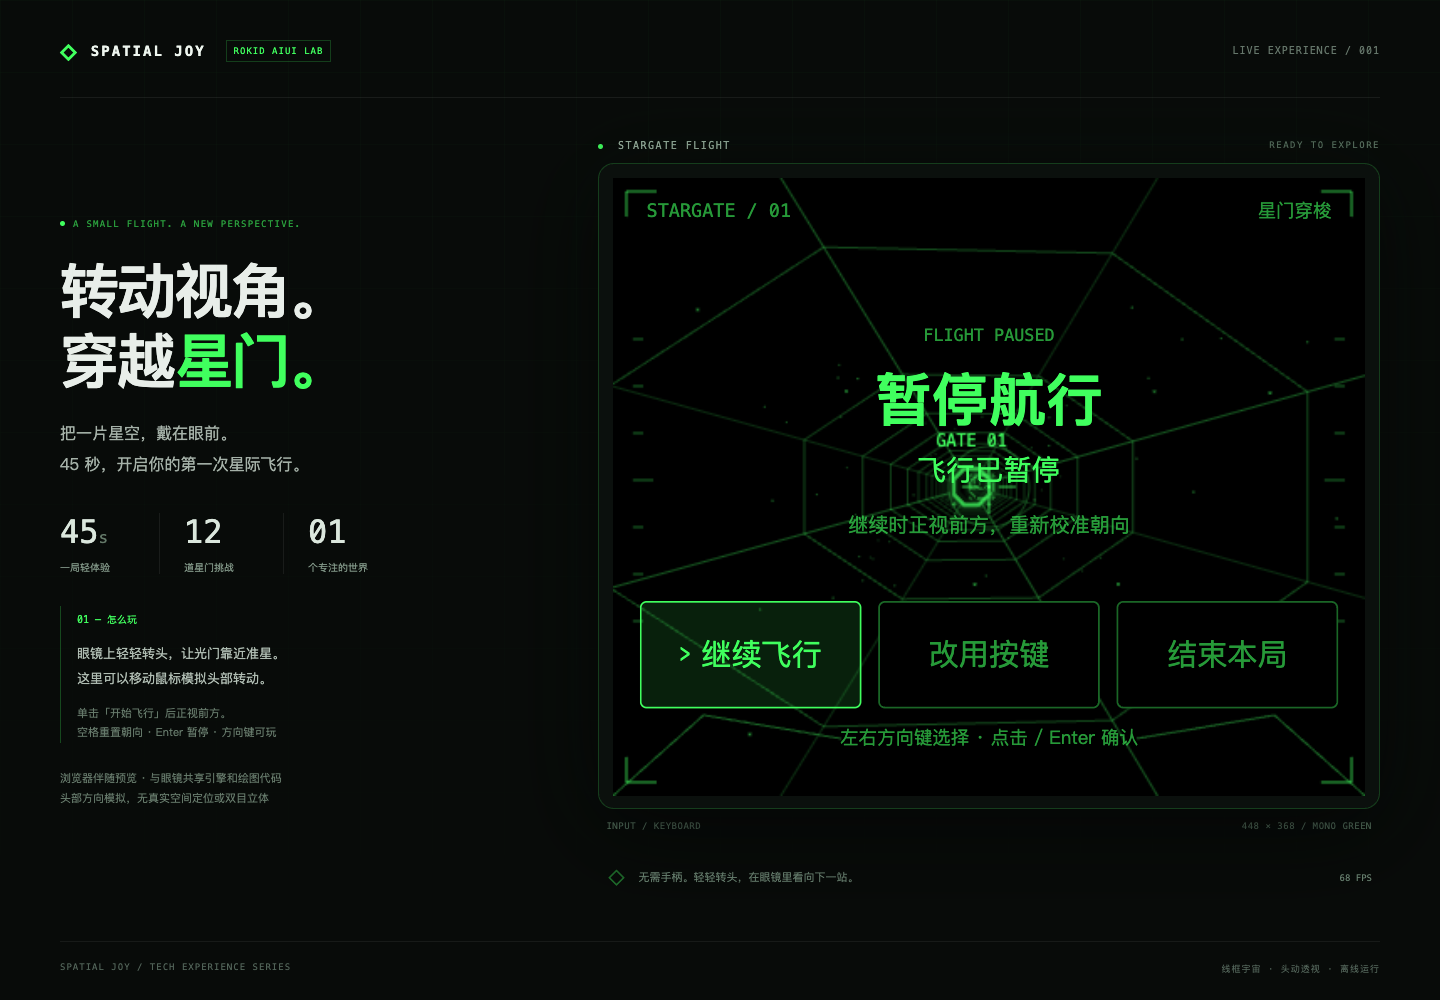 SPATIAL JOY
ROKID AIUI LAB
LIVE EXPERIENCE / 001
A SMALL FLIGHT. A NEW PERSPECTIVE.
转动视角。
穿越星门。
把一片星空，戴在眼前。
45 秒，开启你的第一次星际飞行。
45s
一局轻体验
12
道星门挑战
01
个专注的世界
01 — 怎么玩
眼镜上轻轻转头，让光门靠近准星。
这里可以移动鼠标模拟头部转动。
单击「开始飞行」后正视前方。
空格重置朝向 · Enter 暂停 · 方向键可玩
浏览器伴随预览 · 与眼镜共享引擎和绘图代码
头部方向模拟，无真实空间定位或双目立体
STARGATE FLIGHT
READY TO EXPLORE
STARGATE / 01
星门穿梭
FLIGHT PAUSED
暂停航行
GATE 01
飞行已暂停
继续时正视前方，重新校准朝向
> 继续飞行
改用按键
结束本局
左右方向键选择 · 点击 / Enter 确认
INPUT / KEYBOARD
448 × 368 / MONO GREEN
无需手柄。轻轻转头，在眼镜里看向下一站。
68 FPS
SPATIAL JOY / TECH EXPERIENCE SERIES
线框宇宙 · 头动透视 · 离线运行